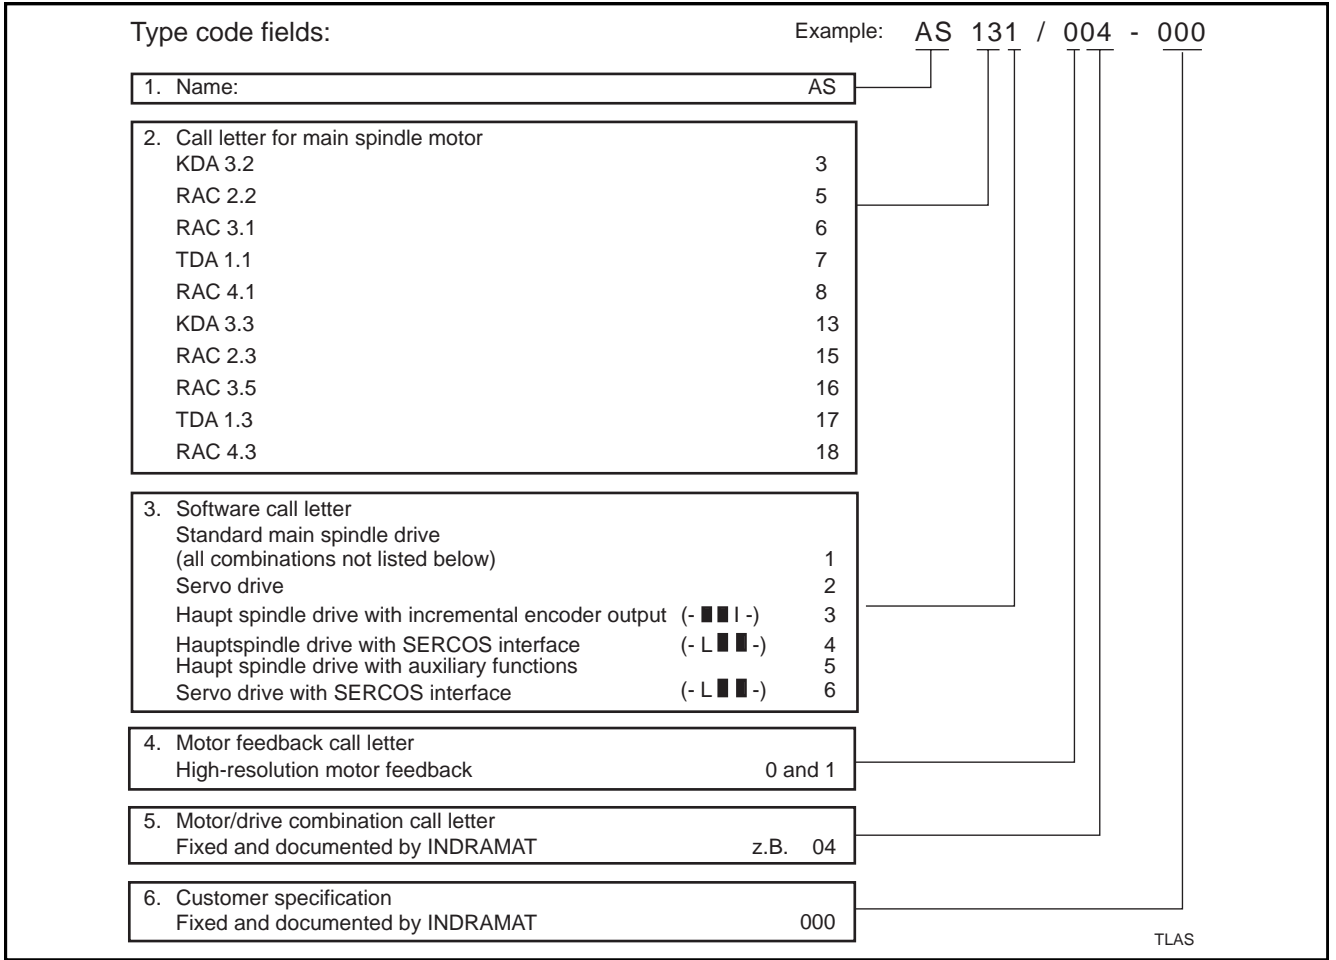 Type code fields: Example: AS 131 / 004 - 000
1. Name: AS
2. Call letter for main spindle motor
KDA 3.2 3
RAC 2.2 5
RAC 3.1 6
TDA 1.1 7
RAC 4.1 8
KDA 3.3 13
RAC 2.3 15
RAC 3.5 16
TDA 1.3 17
RAC 4.3 18
3. Software call letter
Standard main spindle drive
(all combinations not listed below) 1
Servo drive 2
Haupt spindle drive with incremental encoder output (- ■ ■ I -) 3
Hauptspindle drive with SERCOS interface (- L ■ ■ -) 4
Haupt spindle drive with auxiliary functions 5
Servo drive with SERCOS interface (- L ■ ■ -) 6
4. Motor feedback call letter
High-resolution motor feedback 0 and 1
5. Motor/drive combination call letter
Fixed and documented by INDRAMAT z.B. 04
6. Customer specification
Fixed and documented by INDRAMAT 000
TLAS